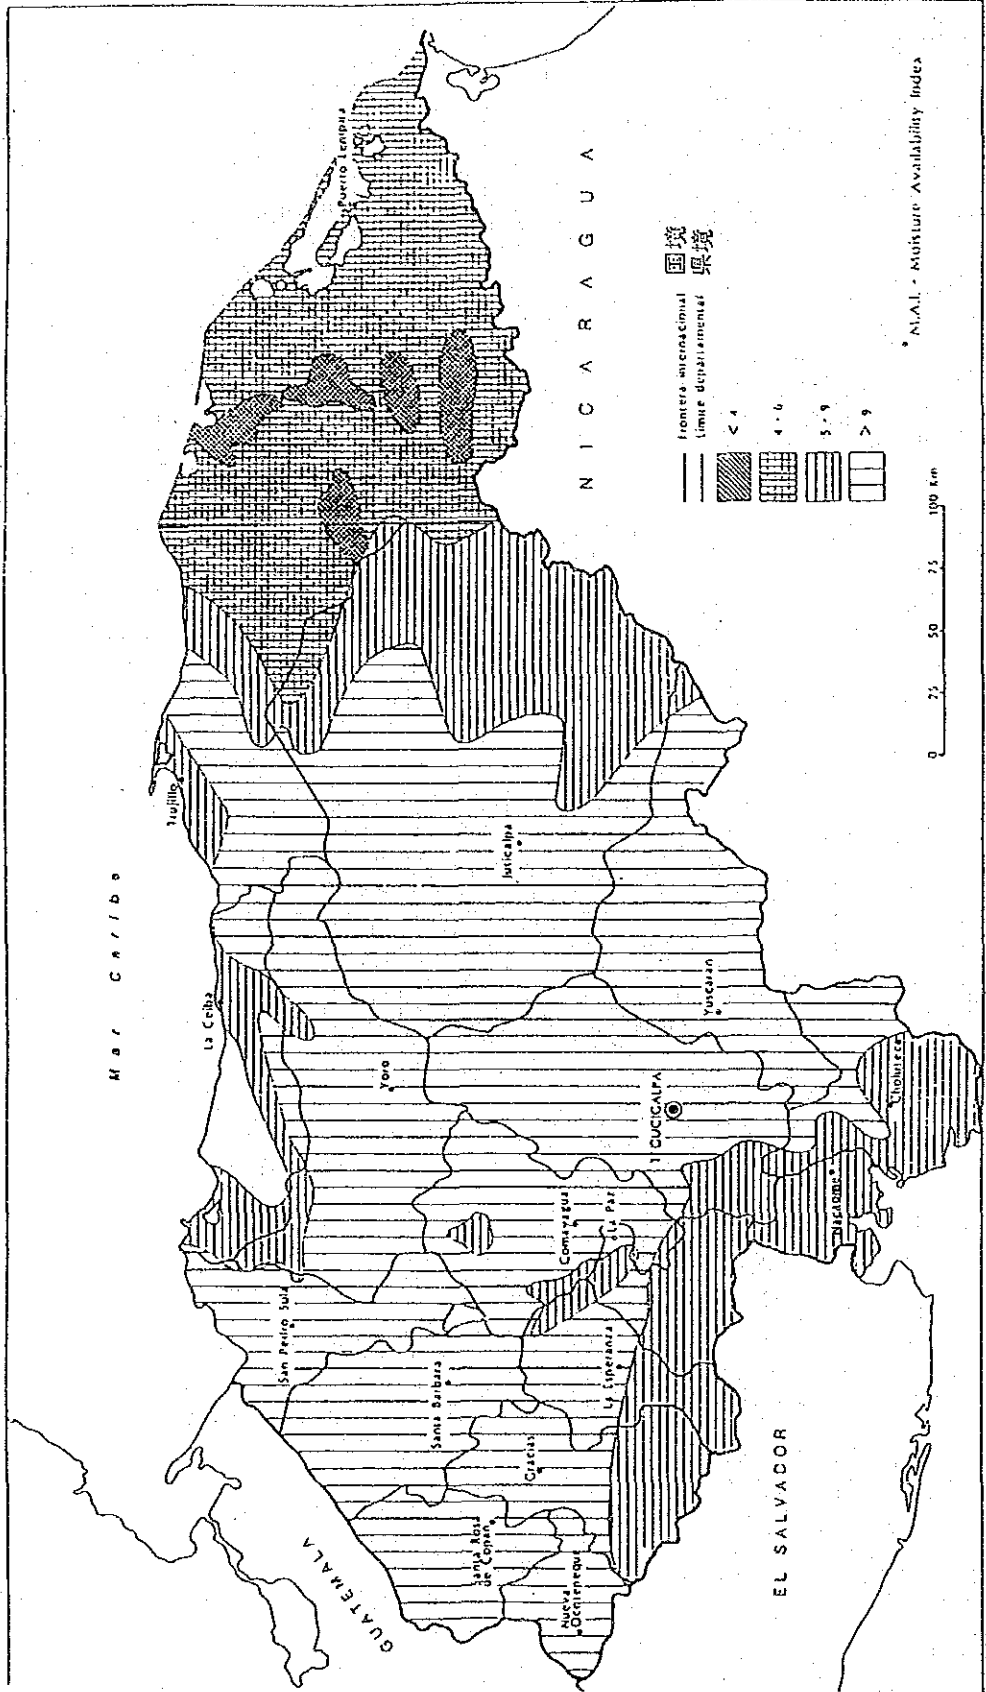 Mar Caribe
GUATEMALA
EL SALVADOR
NICARAGUA
Puerto Lempira
Trujillo
La Ceiba
Yoro
Juticalpa
San Pedro Sula
Santa Barbara
Santa Rosa
de Copán
Gracias
Nueva
Ocotepeque
La Esperanza
Comayagua
La Paz
TEGUCIGALPA
Yuscaran
Nacaome
Choluteca
Frontera internacional 国境
Limite departamental 県境
< 4
4 - 6
5 - 9
> 9
0 25 50 75 100 Km
* M.A.I. - Moisture Availability Index